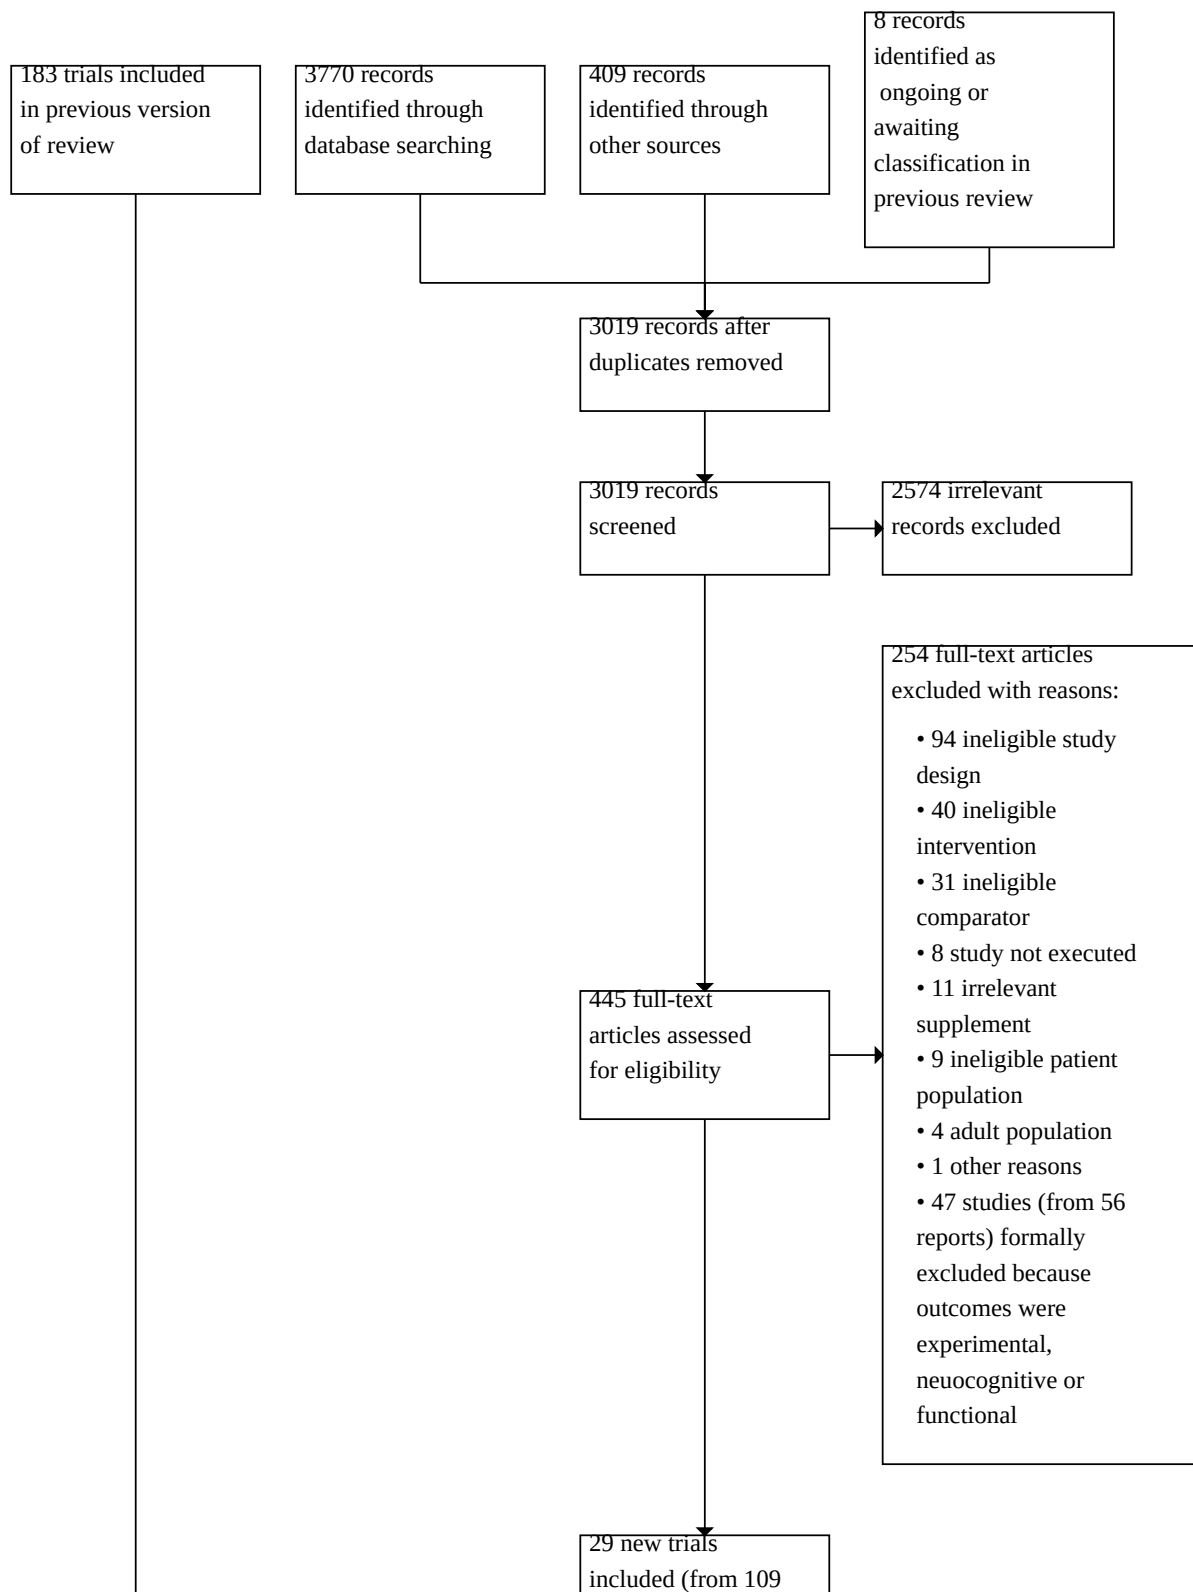 183 trials included
in previous version
of review
3770 records
identified through
database searching
409 records
identified through
other sources
8 records
identified as
ongoing or
awaiting
classification in
previous review
3019 records after
duplicates removed
3019 records
screened
2574 irrelevant
records excluded
445 full-text
articles assessed
for eligibility
254 full-text articles
excluded with reasons:
• 94 ineligible study
design
• 40 ineligible
intervention
• 31 ineligible
comparator
• 8 study not executed
• 11 irrelevant
supplement
• 9 ineligible patient
population
• 4 adult population
• 1 other reasons
• 47 studies (from 56
reports) formally
excluded because
outcomes were
experimental,
neuocognitive or
functional
29 new trials
included (from 109